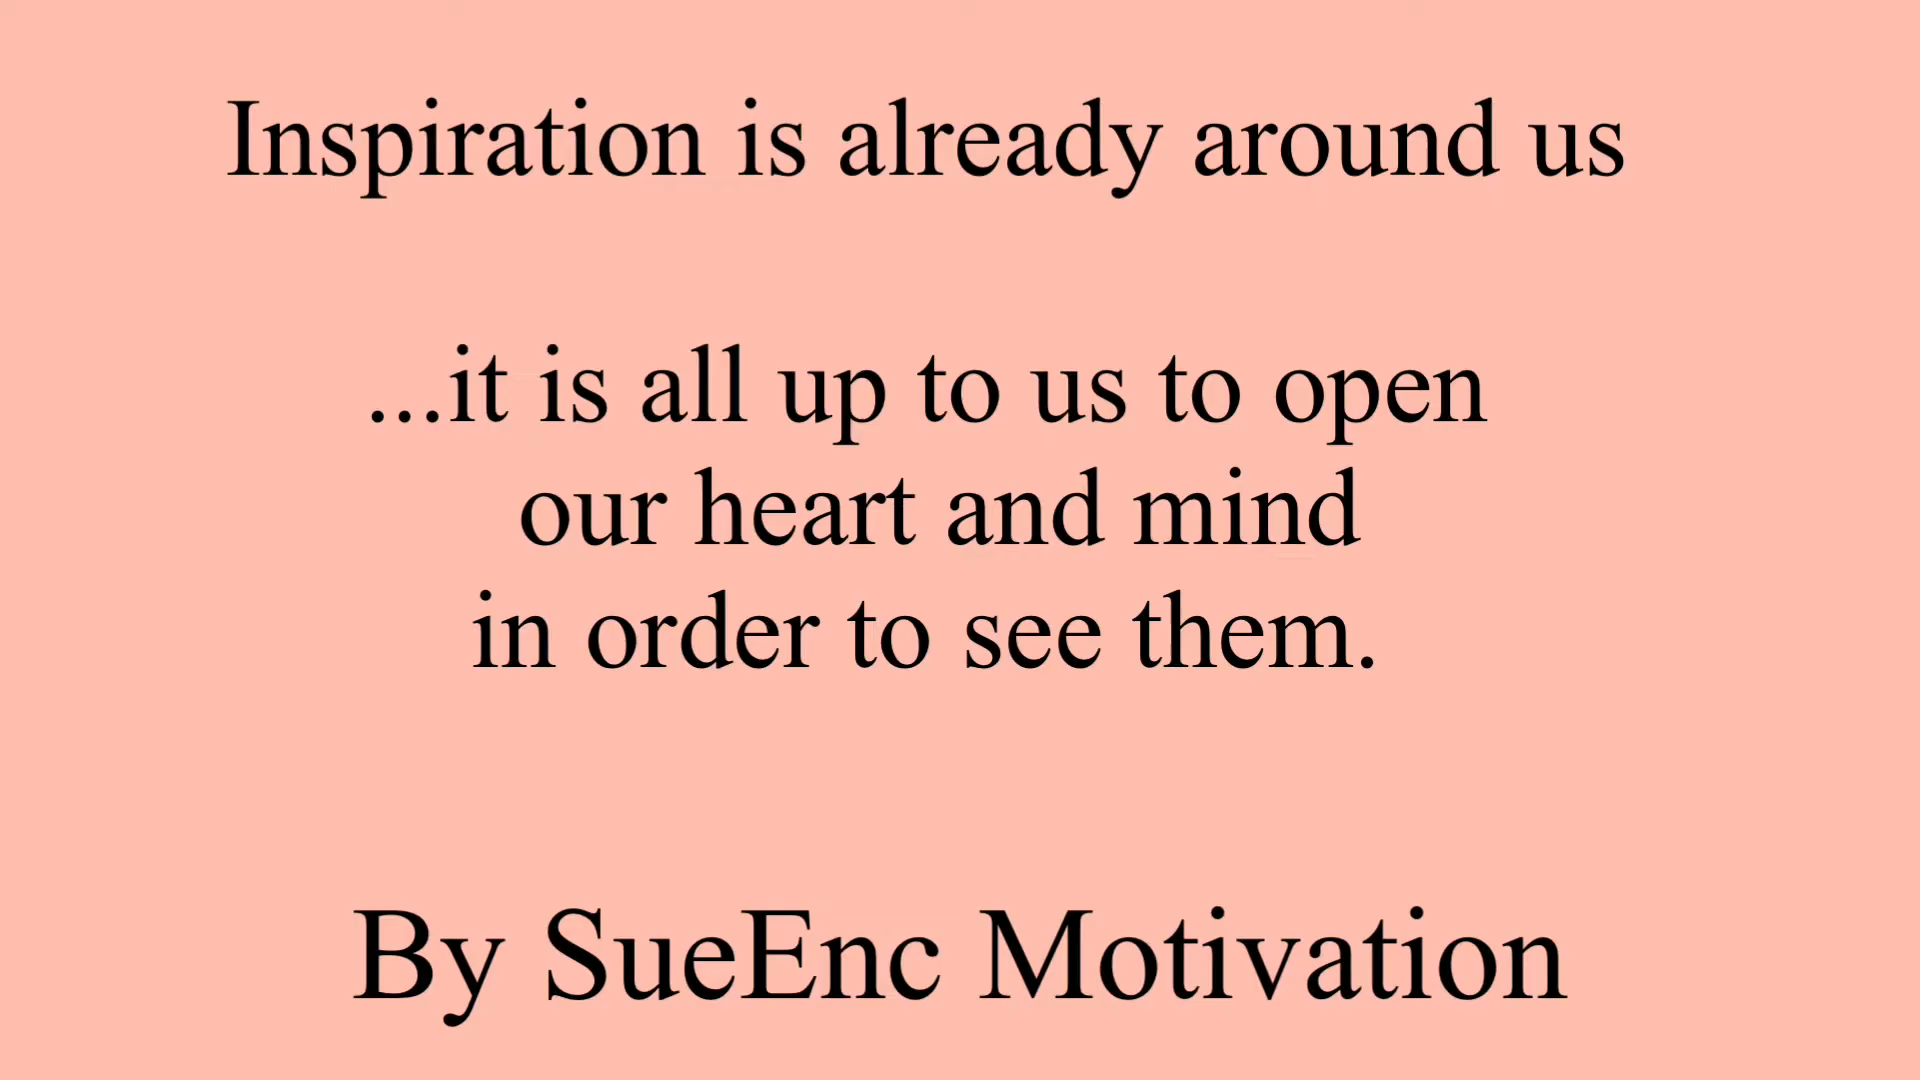 Inspiration is already around us
...it is all up to us to open
our heart and mind
in order to see them.
By SueEnc Motivation